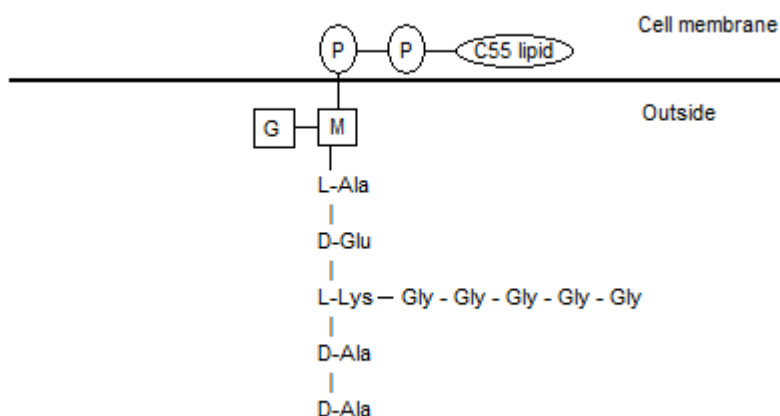 Cell membrane
P P C55 lipid
Outside
G M
L-Ala
D-Glu
L-Lys - Gly - Gly - Gly - Gly - Gly
D-Ala
D-Ala